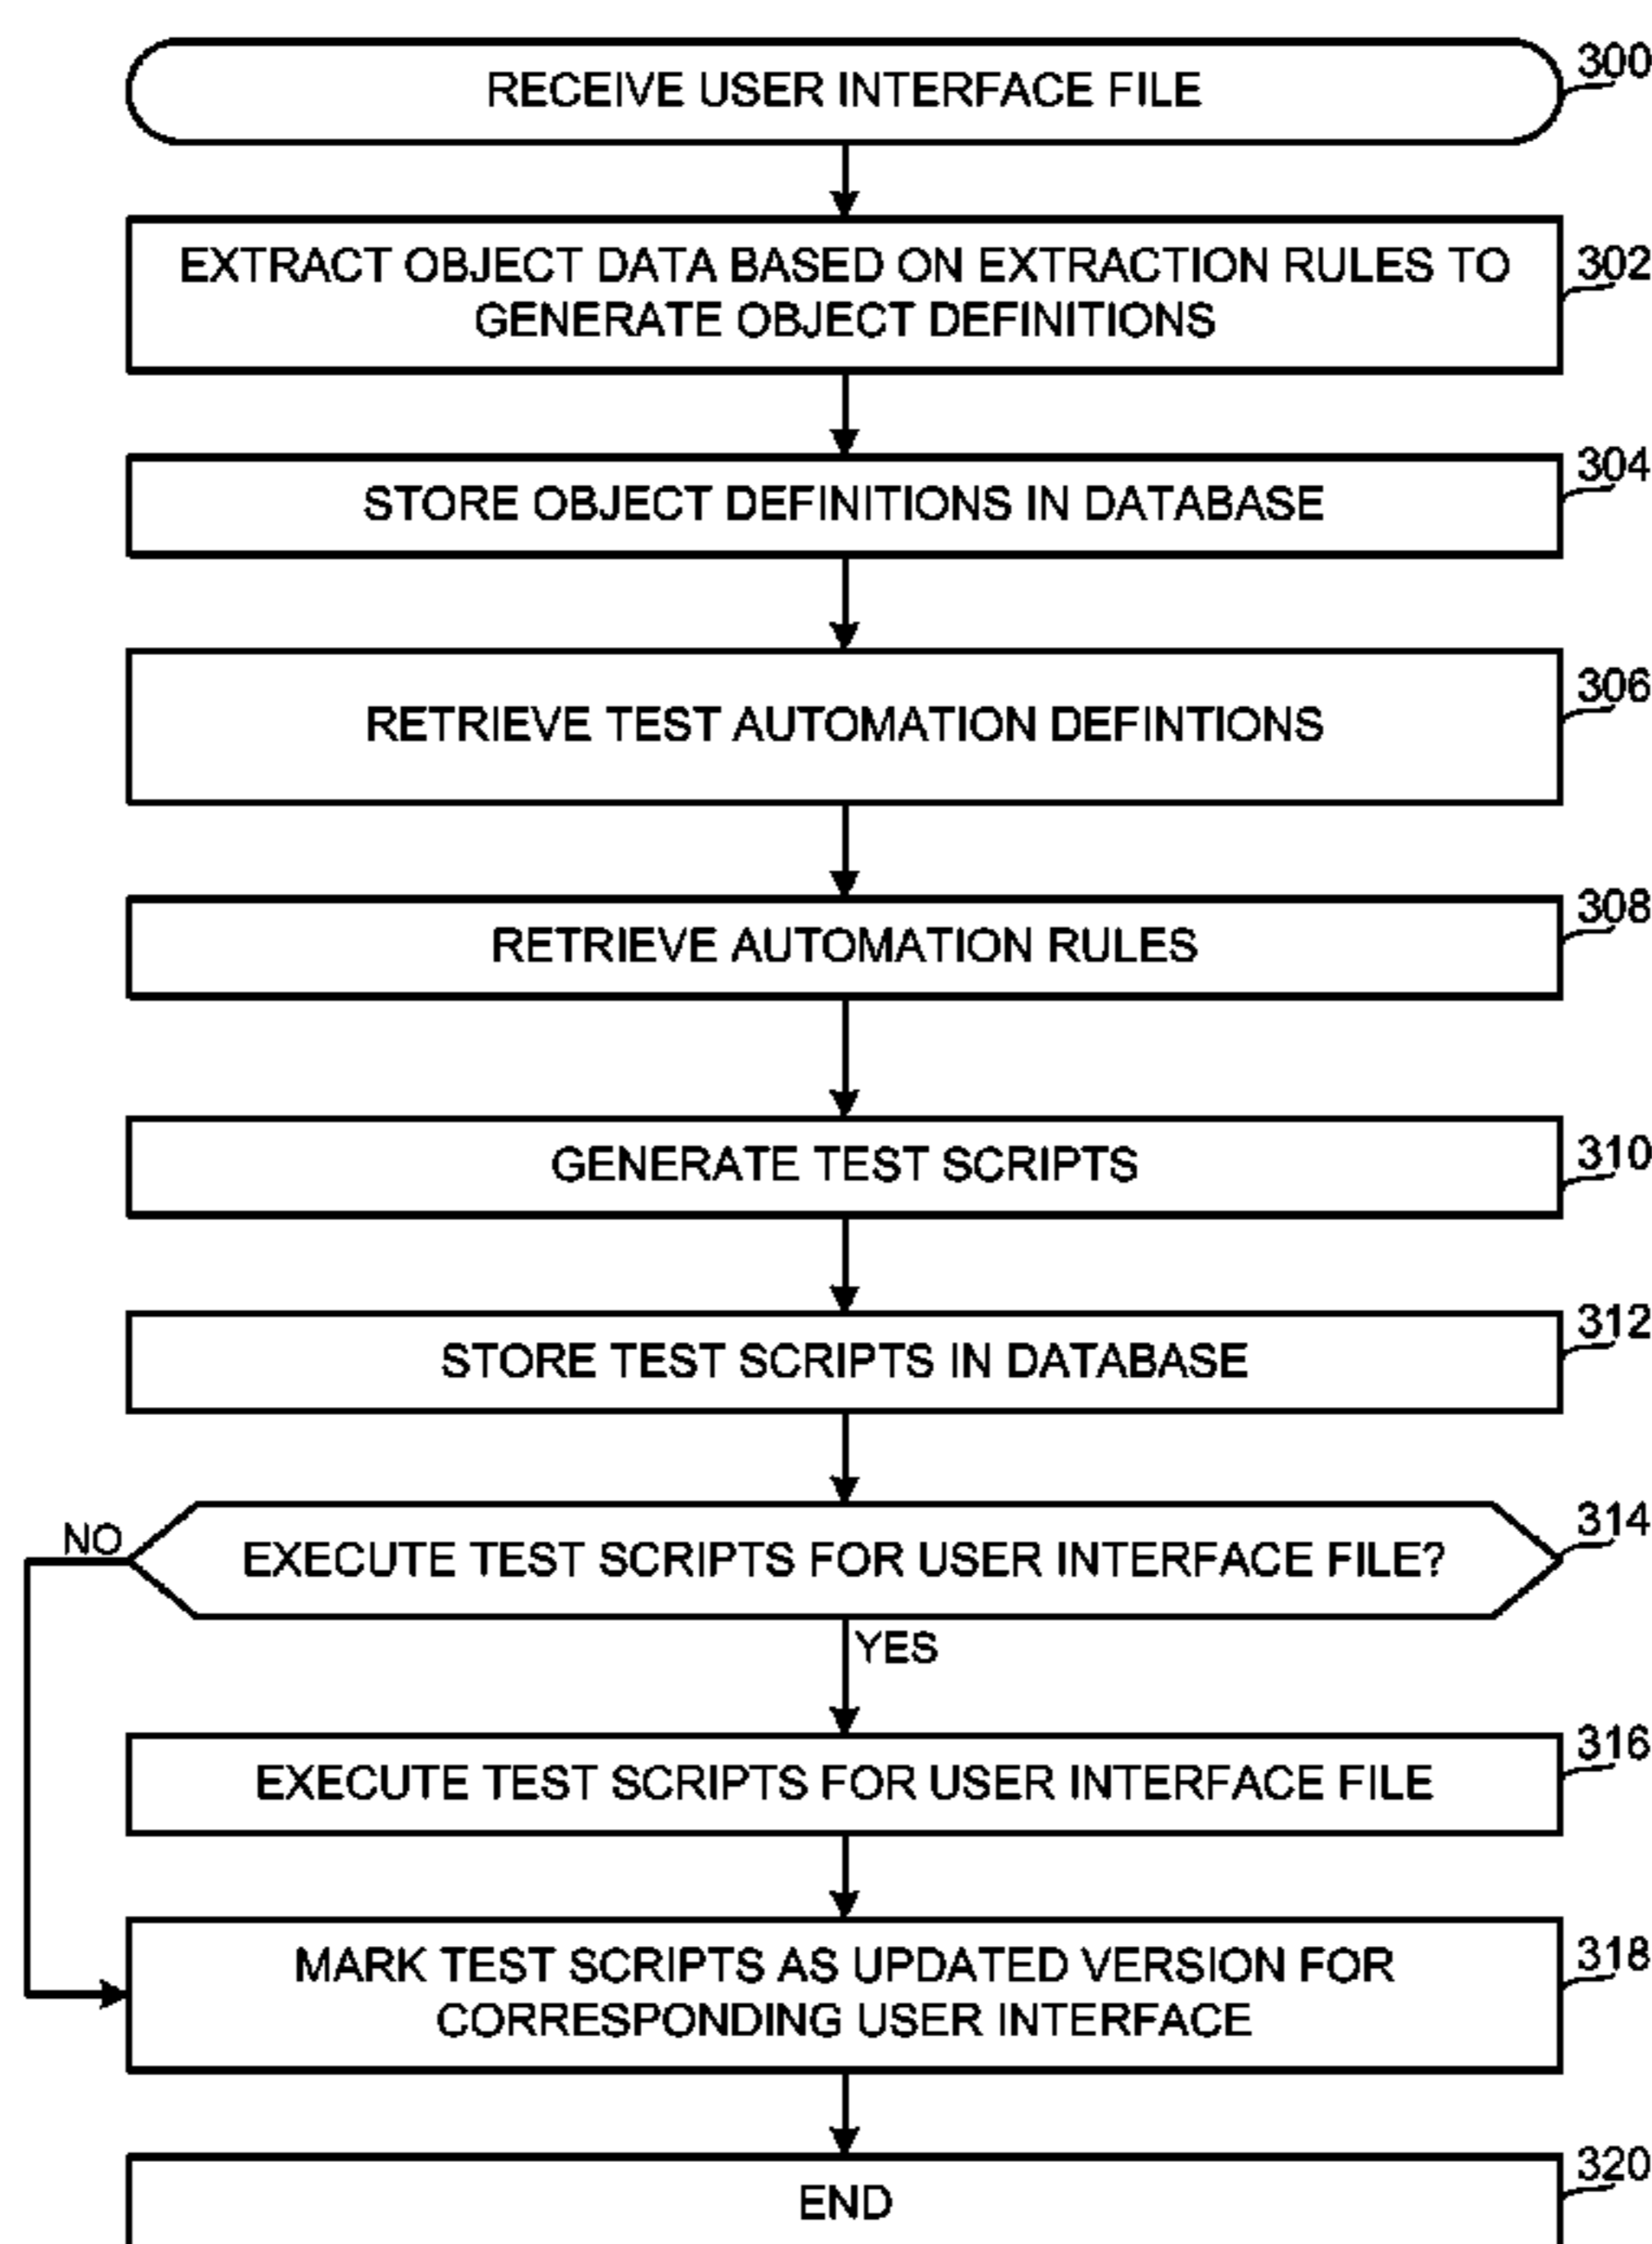 RECEIVE USER INTERFACE FILE
300
EXTRACT OBJECT DATA BASED ON EXTRACTION RULES TO
GENERATE OBJECT DEFINITIONS
302
STORE OBJECT DEFINITIONS IN DATABASE
304
RETRIEVE TEST AUTOMATION DEFINTIONS
306
RETRIEVE AUTOMATION RULES
308
GENERATE TEST SCRIPTS
310
STORE TEST SCRIPTS IN DATABASE
312
NO
EXECUTE TEST SCRIPTS FOR USER INTERFACE FILE?
314
YES
EXECUTE TEST SCRIPTS FOR USER INTERFACE FILE
316
MARK TEST SCRIPTS AS UPDATED VERSION FOR
CORRESPONDING USER INTERFACE
318
END
320